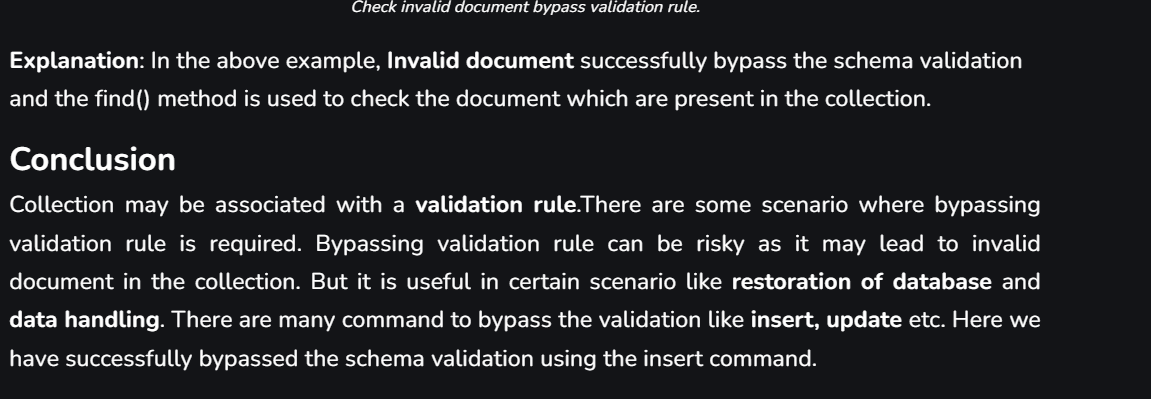 Check invalid document bypass validation rule.
Explanation: In the above example, Invalid document successfully bypass the schema validation
and the find() method is used to check the document which are present in the collection.
Conclusion
Collection may be associated with a validation rule.There are some scenario where bypassing
validation rule is required. Bypassing validation rule can be risky as it may lead to invalid
document in the collection. But it is useful in certain scenario like restoration of database and
data handling. There are many command to bypass the validation like insert, update etc. Here we
have successfully bypassed the schema validation using the insert command.